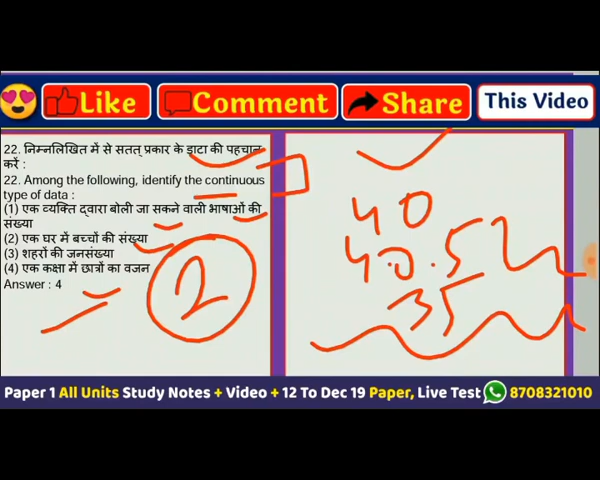 Like
Comment
Share
This Video
22. निम्नलिखित में से सतत् प्रकार के डाटा की पहचान
करें :
22. Among the following, identify the continuous
type of data :
(1) एक व्यक्ति द्वारा बोली जा सकने वाली भाषाओं की
संख्या
(2) एक घर में बच्चों की संख्या
(3) शहरों की जनसंख्या
(4) एक कक्षा में छात्रों का वजन
Answer : 4
2
40
40.5
35
Paper 1 All Units Study Notes + Video + 12 To Dec 19 Paper, Live Test 8708321010